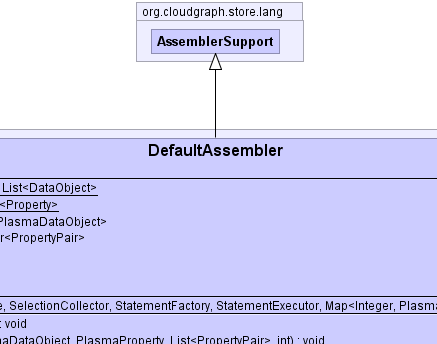 org.cloudgraph.store.lang
AssemblerSupport
DefaultAssembler
List<DataObject>
<Property>
PlasmaDataObject>
r<PropertyPair>
e, SelectionCollector, StatementFactory, StatementExecutor, Map<Integer, Plasma
: void
maDataObject, PlasmaProperty, List<PropertyPair>, int) : void